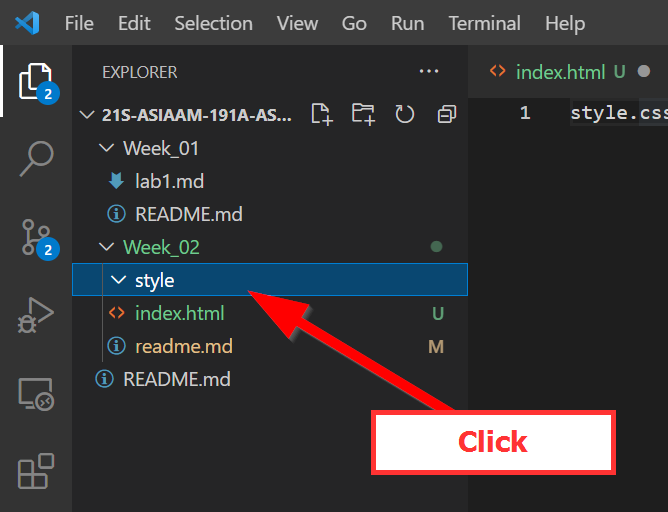 File Edit Selection View Go Run Terminal Help
EXPLORER ...
index.html U
21S-ASIAAM-191A-AS...
1 style.css
Week_01
lab1.md
README.md
Week_02
style
index.html U
readme.md M
README.md
2
2
Click